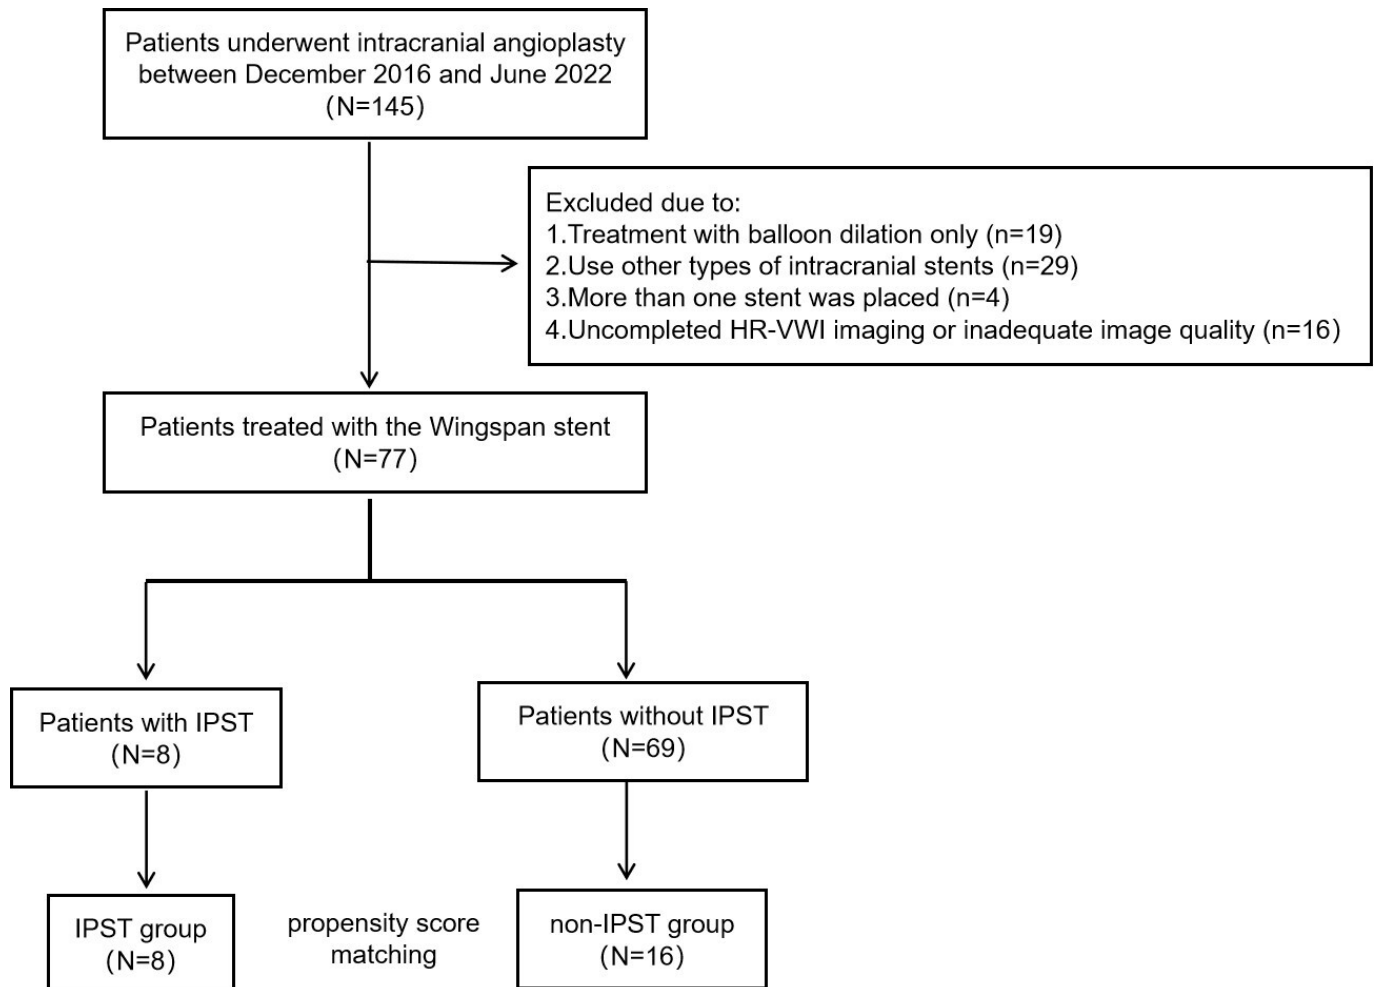 Patients underwent intracranial angioplasty
between December 2016 and June 2022
(N=145)
Excluded due to:
1.Treatment with balloon dilation only (n=19)
2.Use other types of intracranial stents (n=29)
3.More than one stent was placed (n=4)
4.Uncompleted HR-VWI imaging or inadequate image quality (n=16)
Patients treated with the Wingspan stent
(N=77)
Patients with IPST
(N=8)
Patients without IPST
(N=69)
IPST group
(N=8)
propensity score
matching
non-IPST group
(N=16)